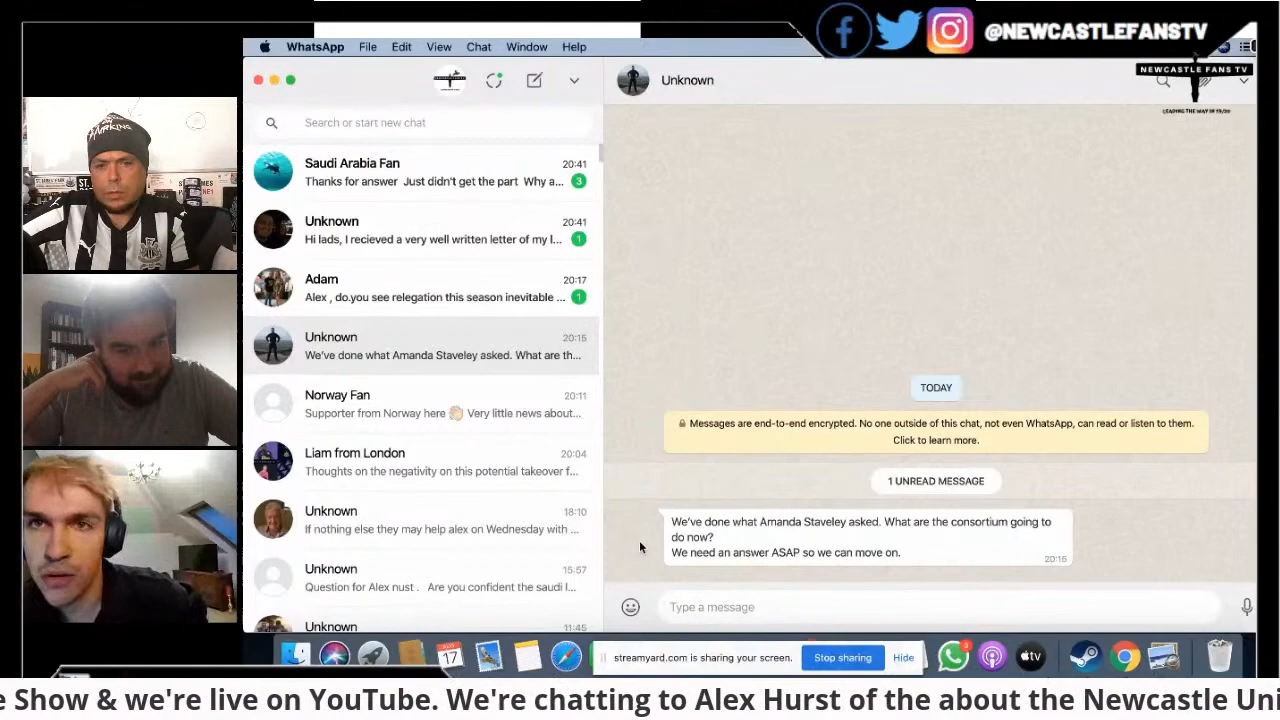 @NEWCASTLEFANSTV
WhatsApp File Edit View Chat Window Help
NEWCASTLE FANS TV
Unknown
Search or start new chat
Saudi Arabia Fan 20:41
Thanks for answer Just didn't get the part Why a... 3
Unknown 20:41
Hi lads, I recieved a very well written letter of my l... 1
Adam 20:17
Alex , do.you see relegation this season inevitable ... 1
Unknown 20:15
We've done what Amanda Staveley asked. What are th...
Norway Fan 20:11
Supporter from Norway here 👏🏻 Very little news about...
Liam from London 20:04
Thoughts on the negativity on this potential takeover f...
Unknown 18:10
If nothing else they may help alex on Wednesday with ...
Unknown 15:57
Question for Alex nust . Are you confident the saudi l...
Unknown 11:45
TODAY
Messages are end-to-end encrypted. No one outside of this chat, not even WhatsApp, can read or listen to them.
Click to learn more.
1 UNREAD MESSAGE
We've done what Amanda Staveley asked. What are the consortium going to
do now?
We need an answer ASAP so we can move on.
20:15
Type a message
17
streamyard.com is sharing your screen. Stop sharing Hide
3
tv
e Show & we're live on YouTube. We're chatting to Alex Hurst of the about the Newcastle Uni